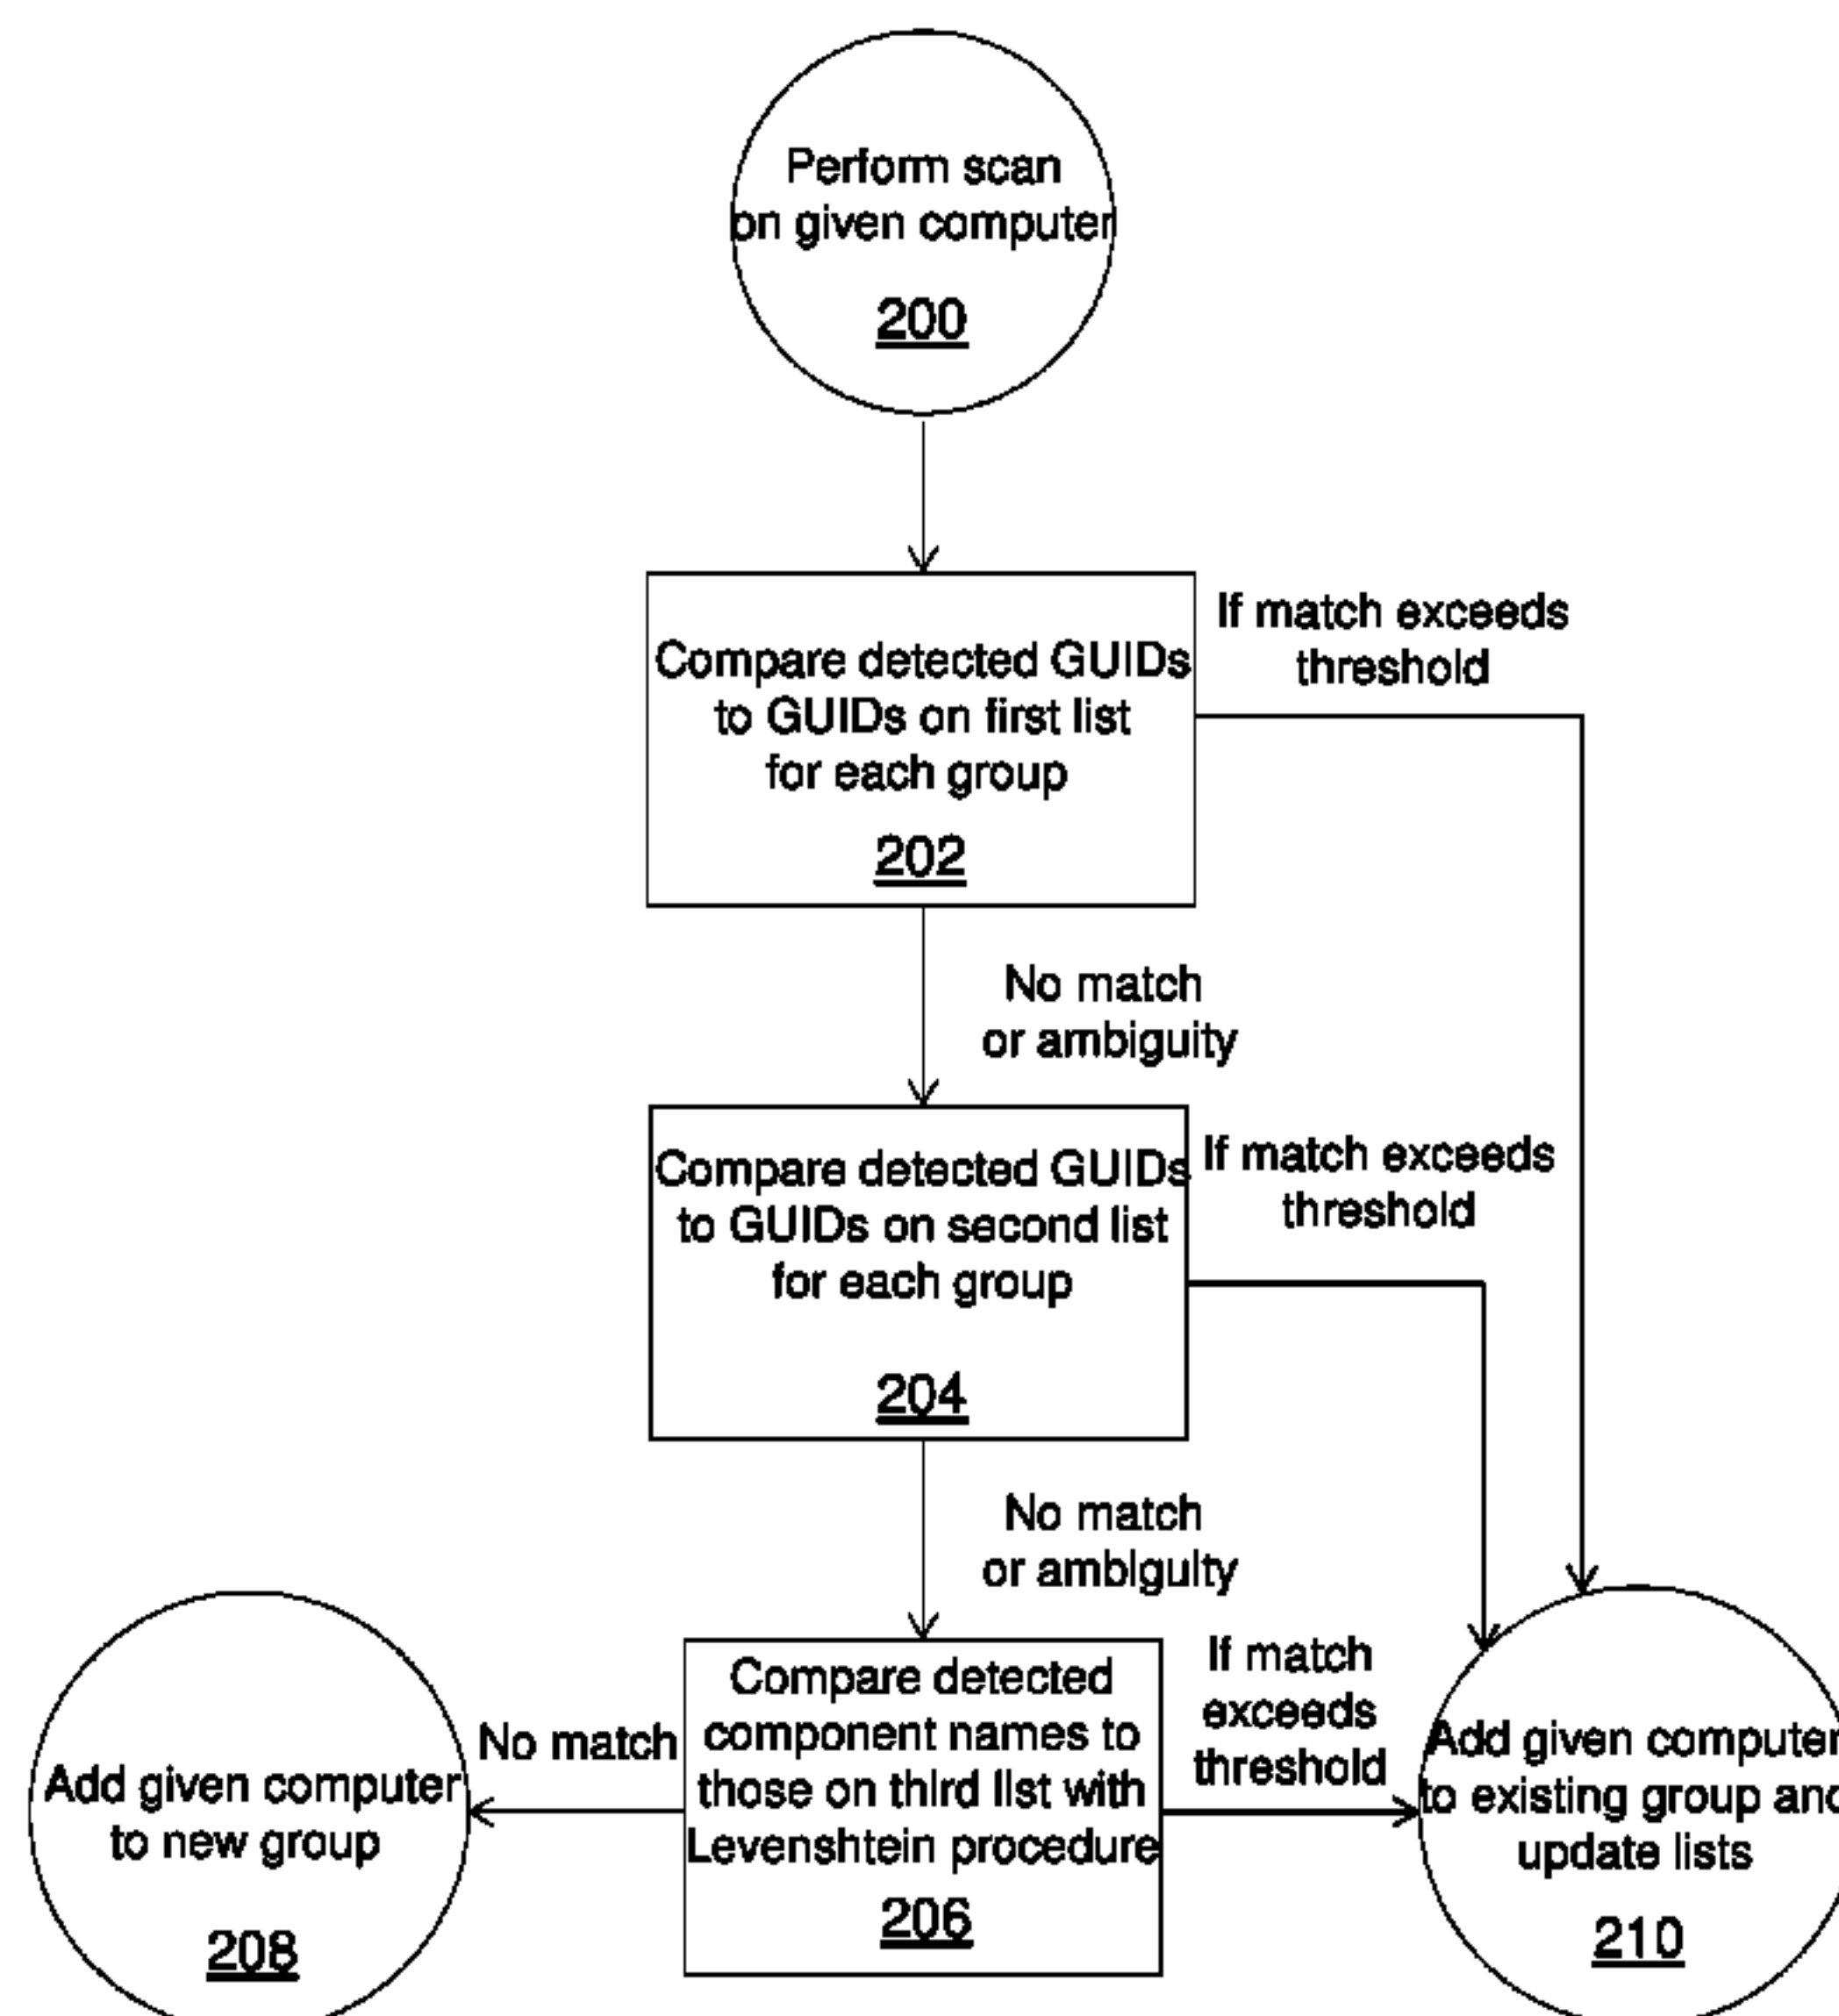 Perform scan
on given computer
200
Compare detected GUIDs
to GUIDs on first list
for each group
202
If match exceeds
threshold
No match
or ambiguity
Compare detected GUIDs
to GUIDs on second list
for each group
204
If match exceeds
threshold
No match
or ambiguity
Compare detected
component names to
those on third list with
Levenshtein procedure
206
No match
Add given computer
to new group
208
If match
exceeds
threshold
Add given computer
to existing group and
update lists
210